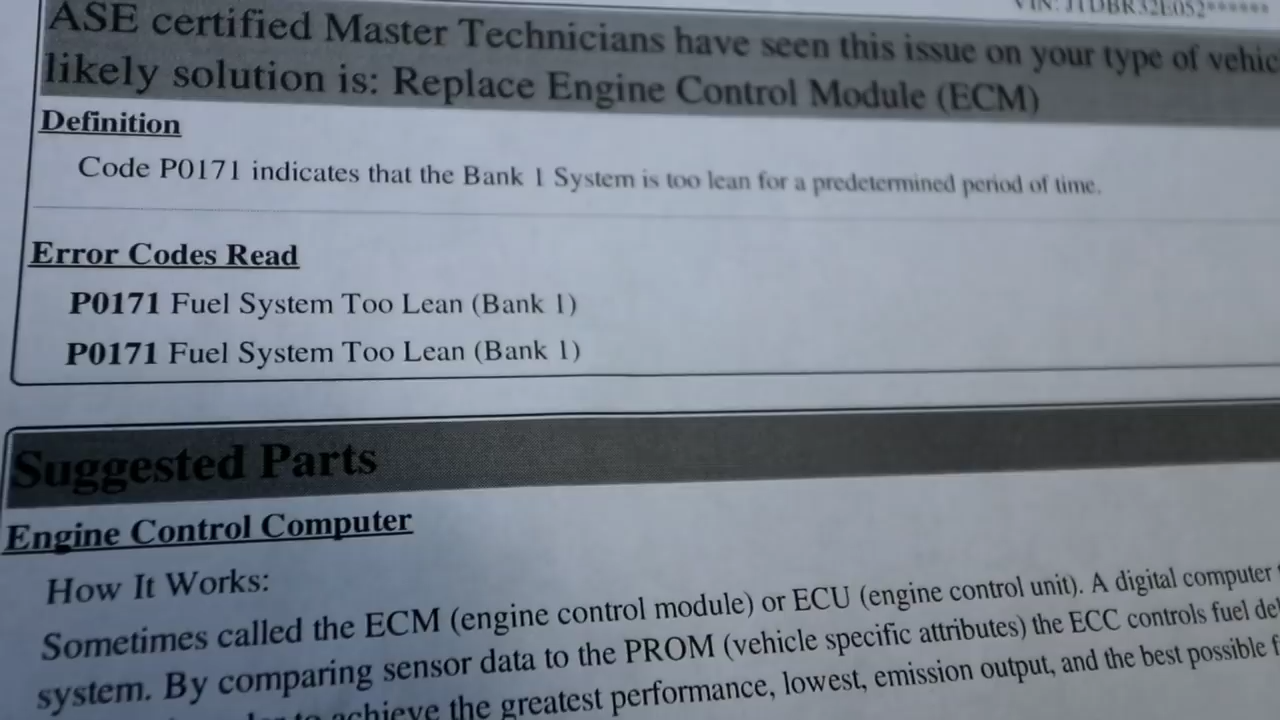 VIN: JTDBR32E052******
ASE certified Master Technicians have seen this issue on your type of
likely solution is: Replace Engine Control Module (ECM)
Definition
Code P0171 indicates that the Bank 1 System is too lean for a predetermined period of time.
Error Codes Read
P0171 Fuel System Too Lean (Bank 1)
P0171 Fuel System Too Lean (Bank 1)
Suggested Parts
Engine Control Computer
How It Works:
Sometimes called the ECM (engine control module) or ECU (engine control unit). A digital computer
system. By comparing sensor data to the PROM (vehicle specific attributes) the ECC controls fuel
to achieve the greatest performance, lowest, emission output, and the best possible